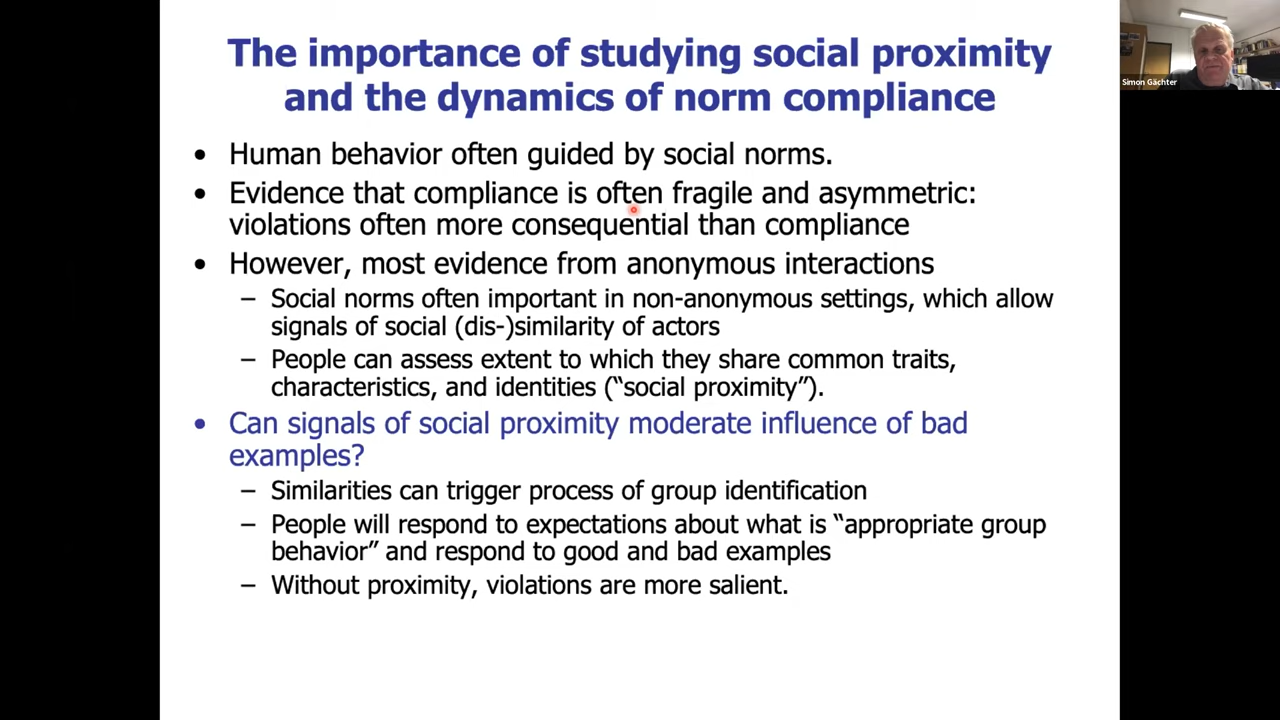 The importance of studying social proximity
and the dynamics of norm compliance
• Human behavior often guided by social norms.
• Evidence that compliance is often fragile and asymmetric:
violations often more consequential than compliance
• However, most evidence from anonymous interactions
– Social norms often important in non-anonymous settings, which allow
signals of social (dis-)similarity of actors
– People can assess extent to which they share common traits,
characteristics, and identities (“social proximity”).
• Can signals of social proximity moderate influence of bad
examples?
– Similarities can trigger process of group identification
– People will respond to expectations about what is “appropriate group
behavior” and respond to good and bad examples
– Without proximity, violations are more salient.
Simon Gächter